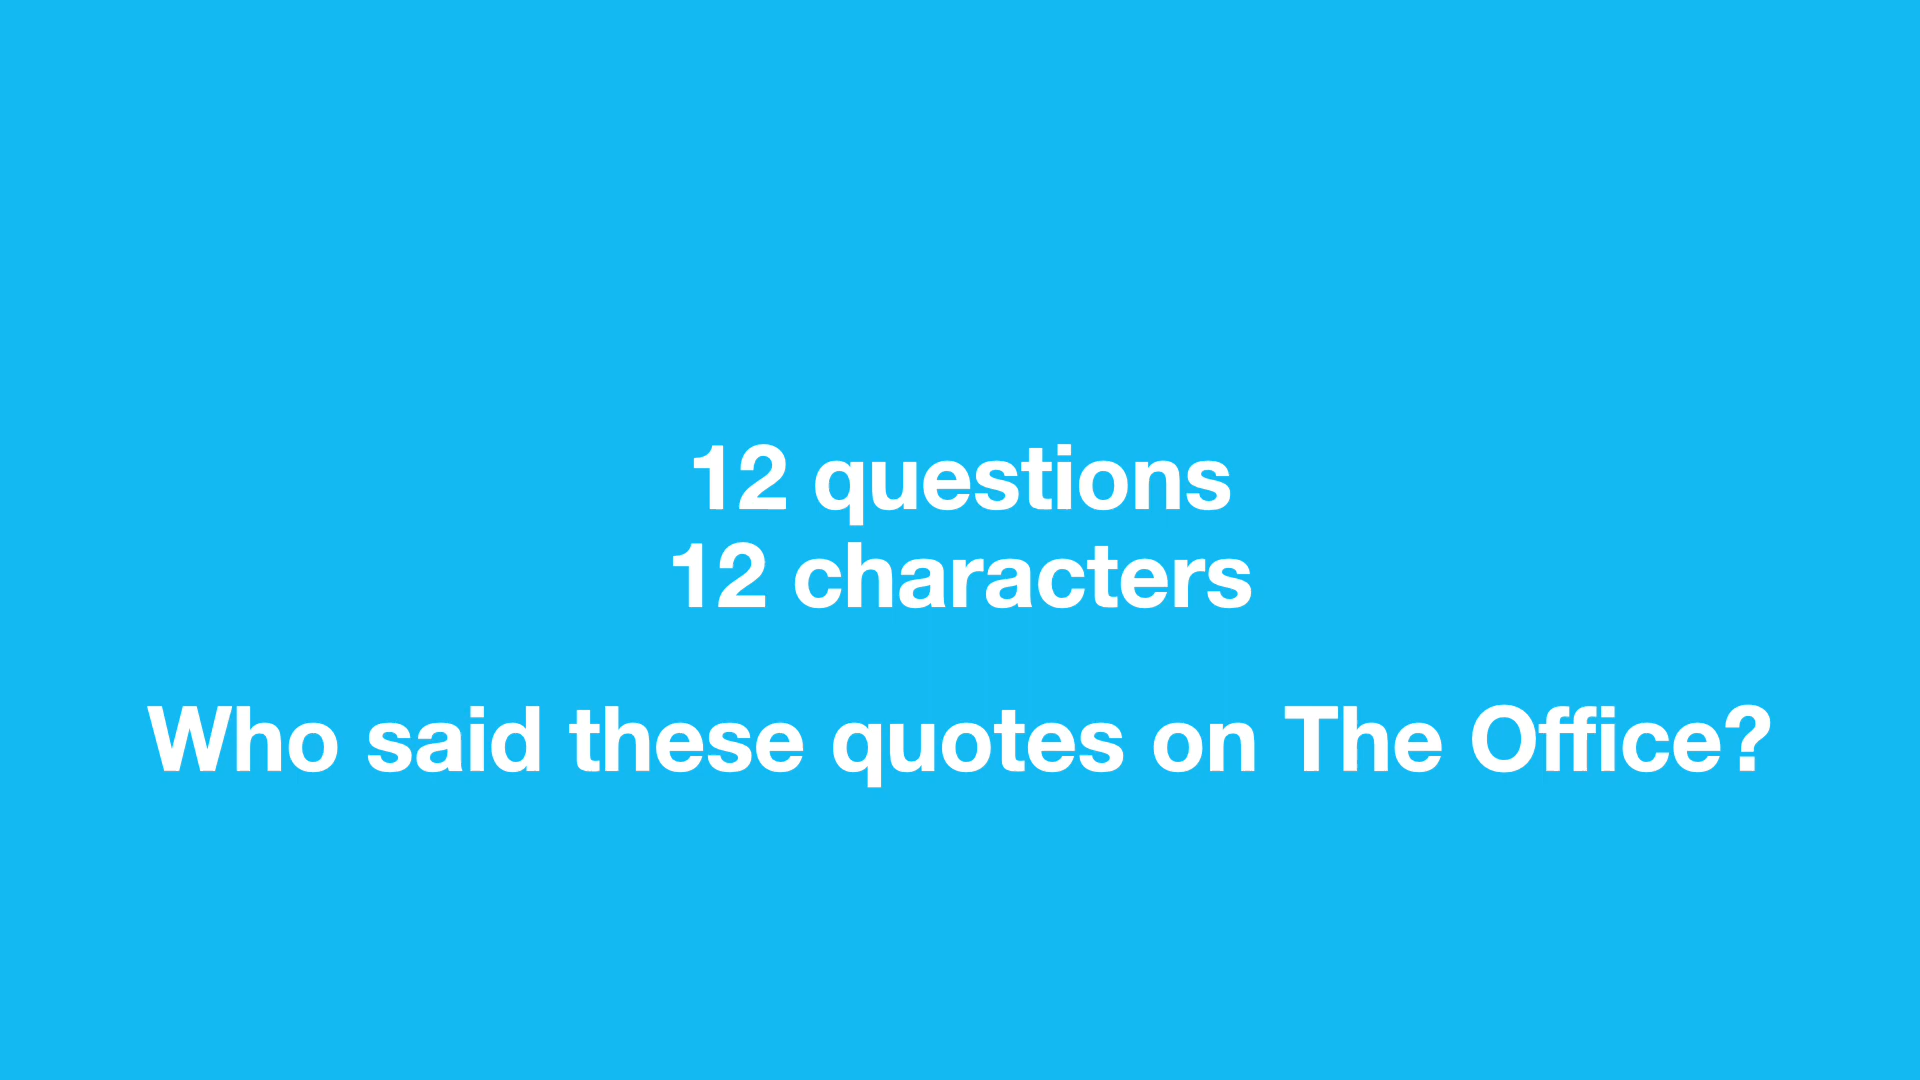 12 questions
12 characters
Who said these quotes on The Office?